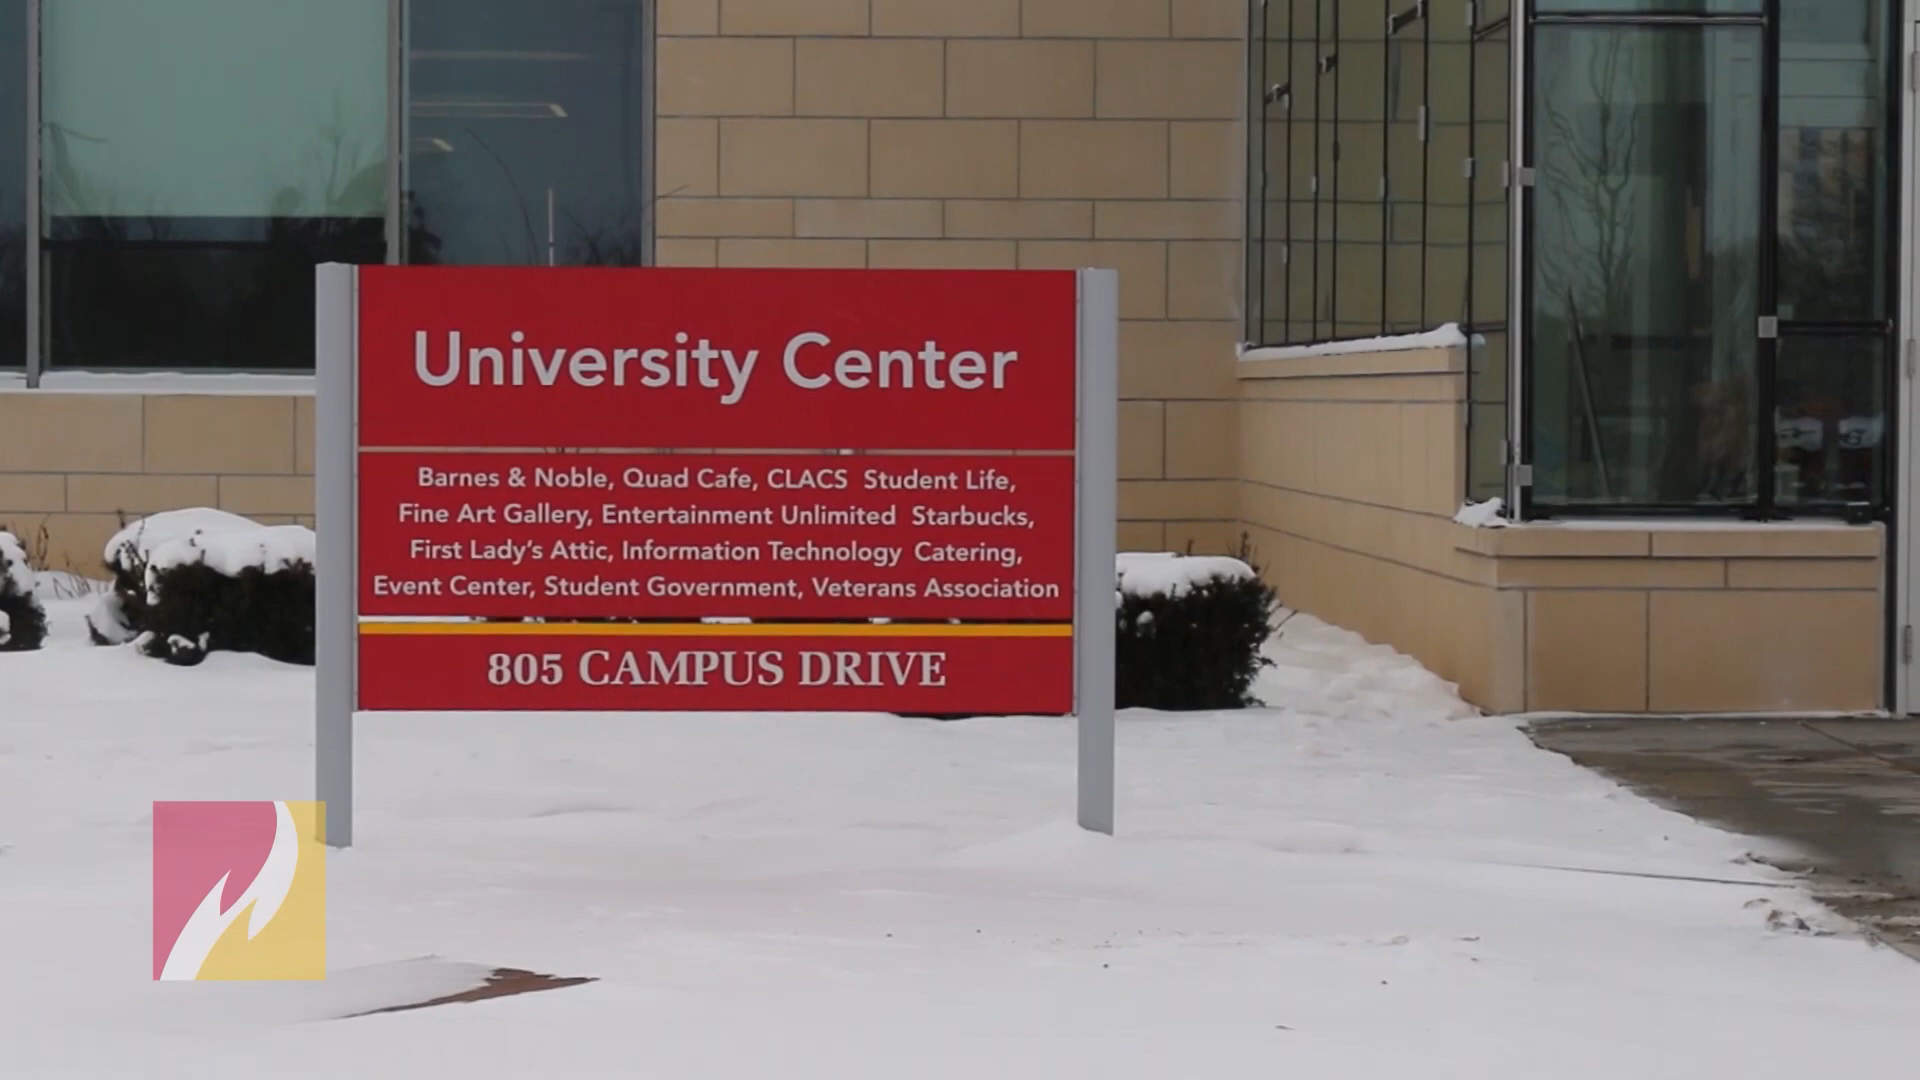 University Center
Barnes & Noble, Quad Cafe, CLACS Student Life,
Fine Art Gallery, Entertainment Unlimited Starbucks,
First Lady's Attic, Information Technology Catering,
Event Center, Student Government, Veterans Association
805 CAMPUS DRIVE